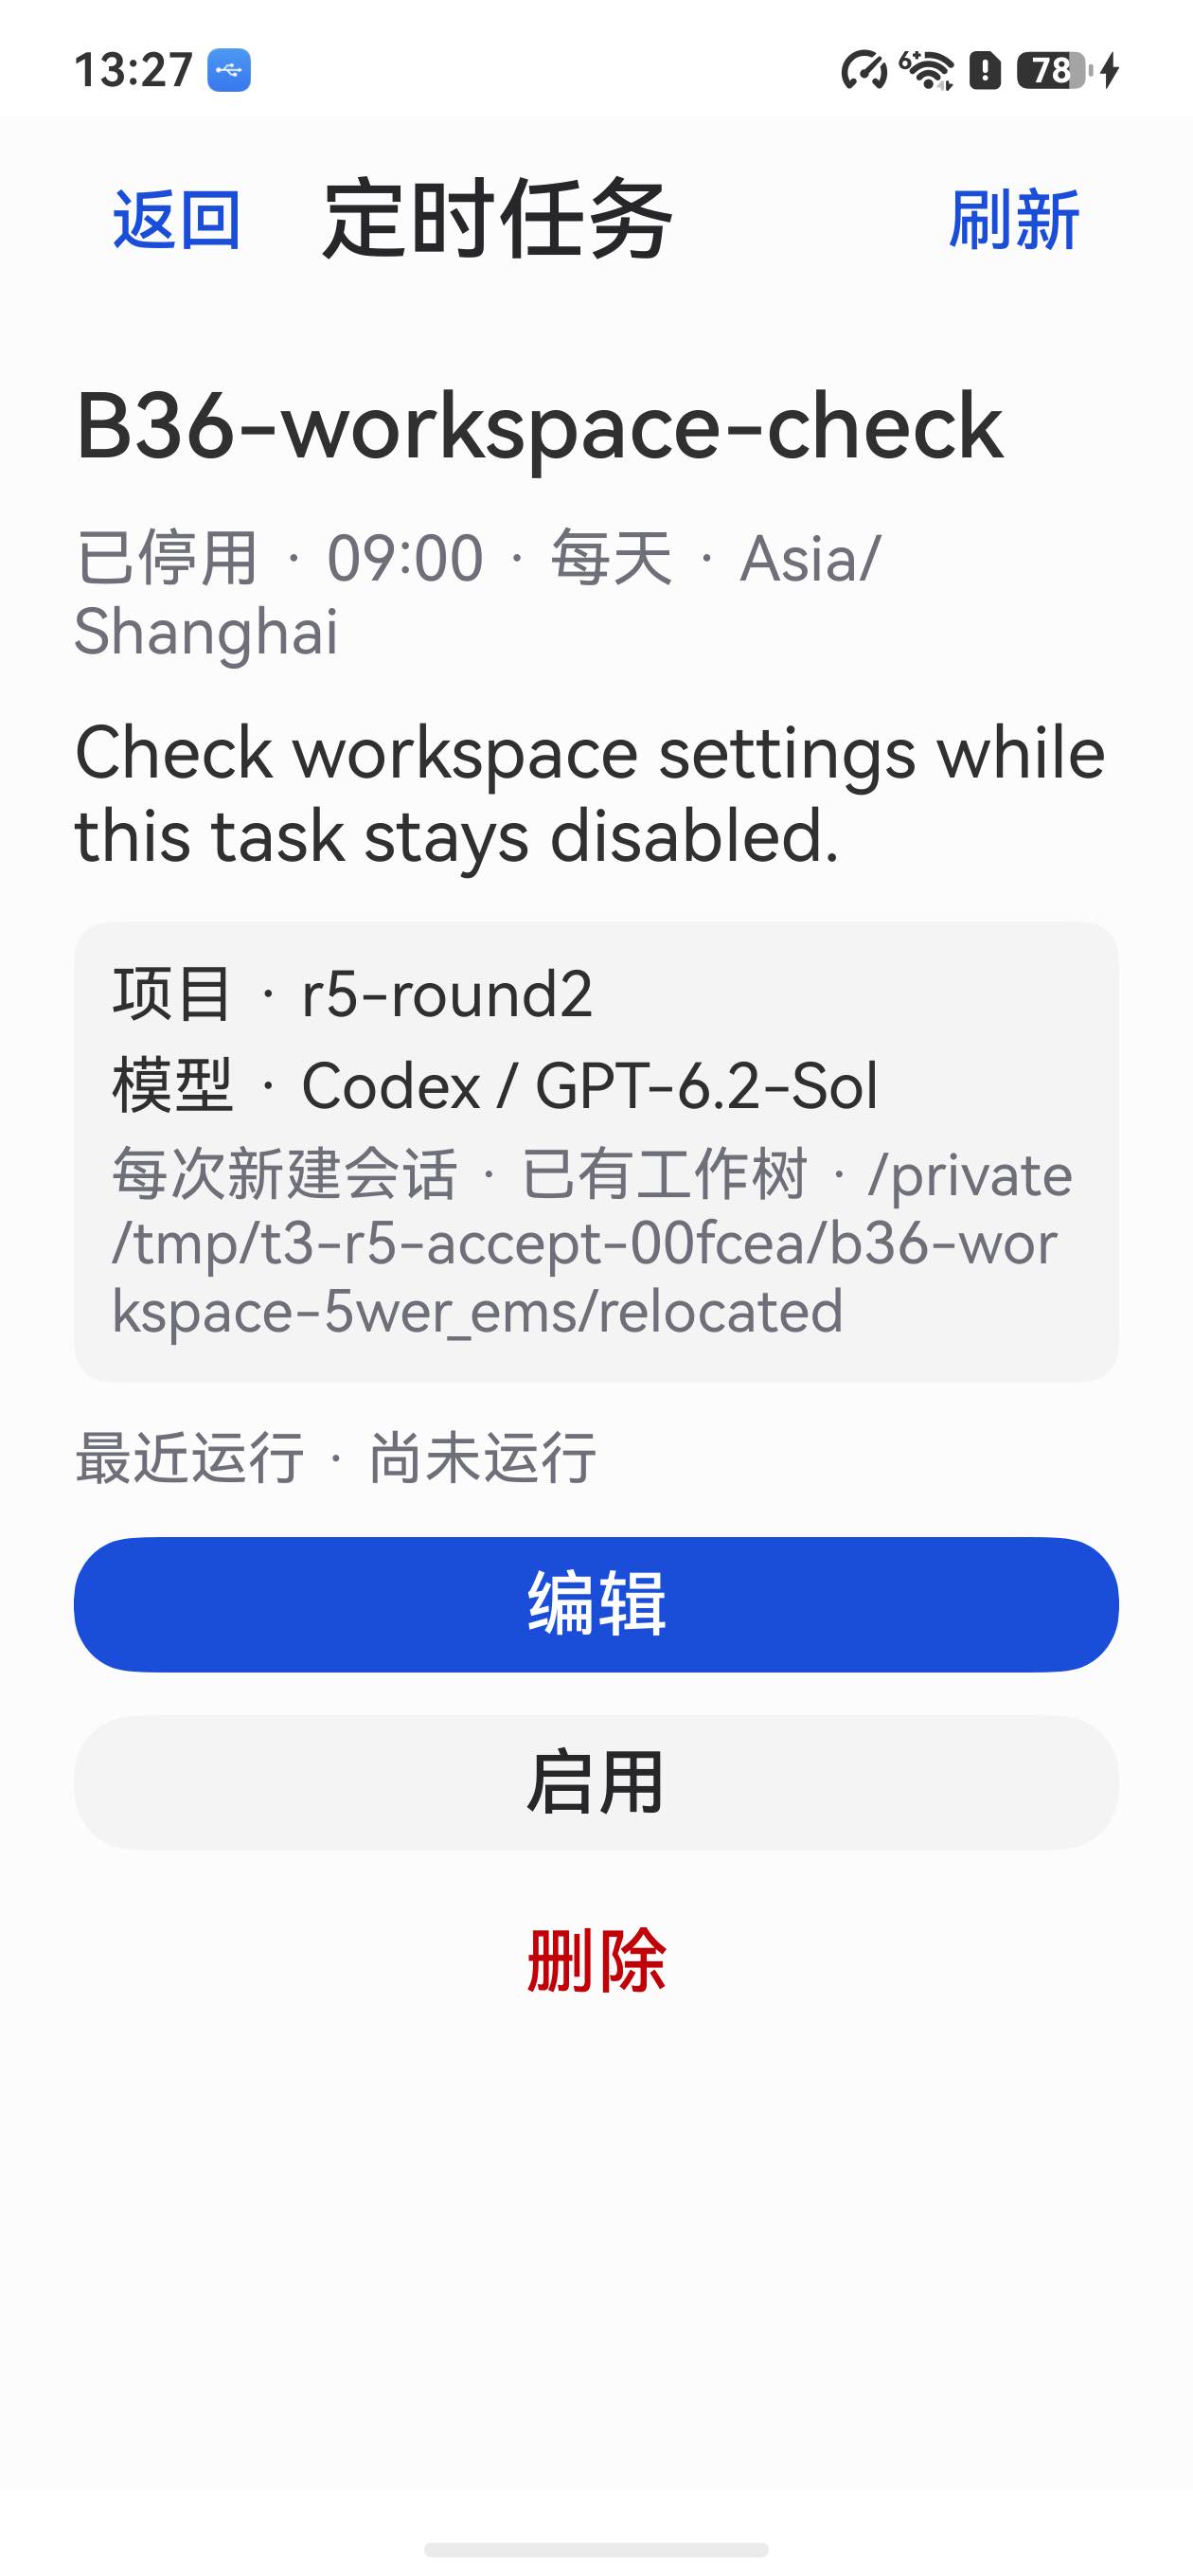 13:27
78
返回 定时任务 刷新
B36-workspace-check
已停用 · 09:00 · 每天 · Asia/
Shanghai
Check workspace settings while
this task stays disabled.
项目 · r5-round2
模型 · Codex / GPT-6.2-Sol
每次新建会话 · 已有工作树 · /private
/tmp/t3-r5-accept-00fcea/b36-wor
kspace-5wer_ems/relocated
最近运行 · 尚未运行
编辑
启用
删除